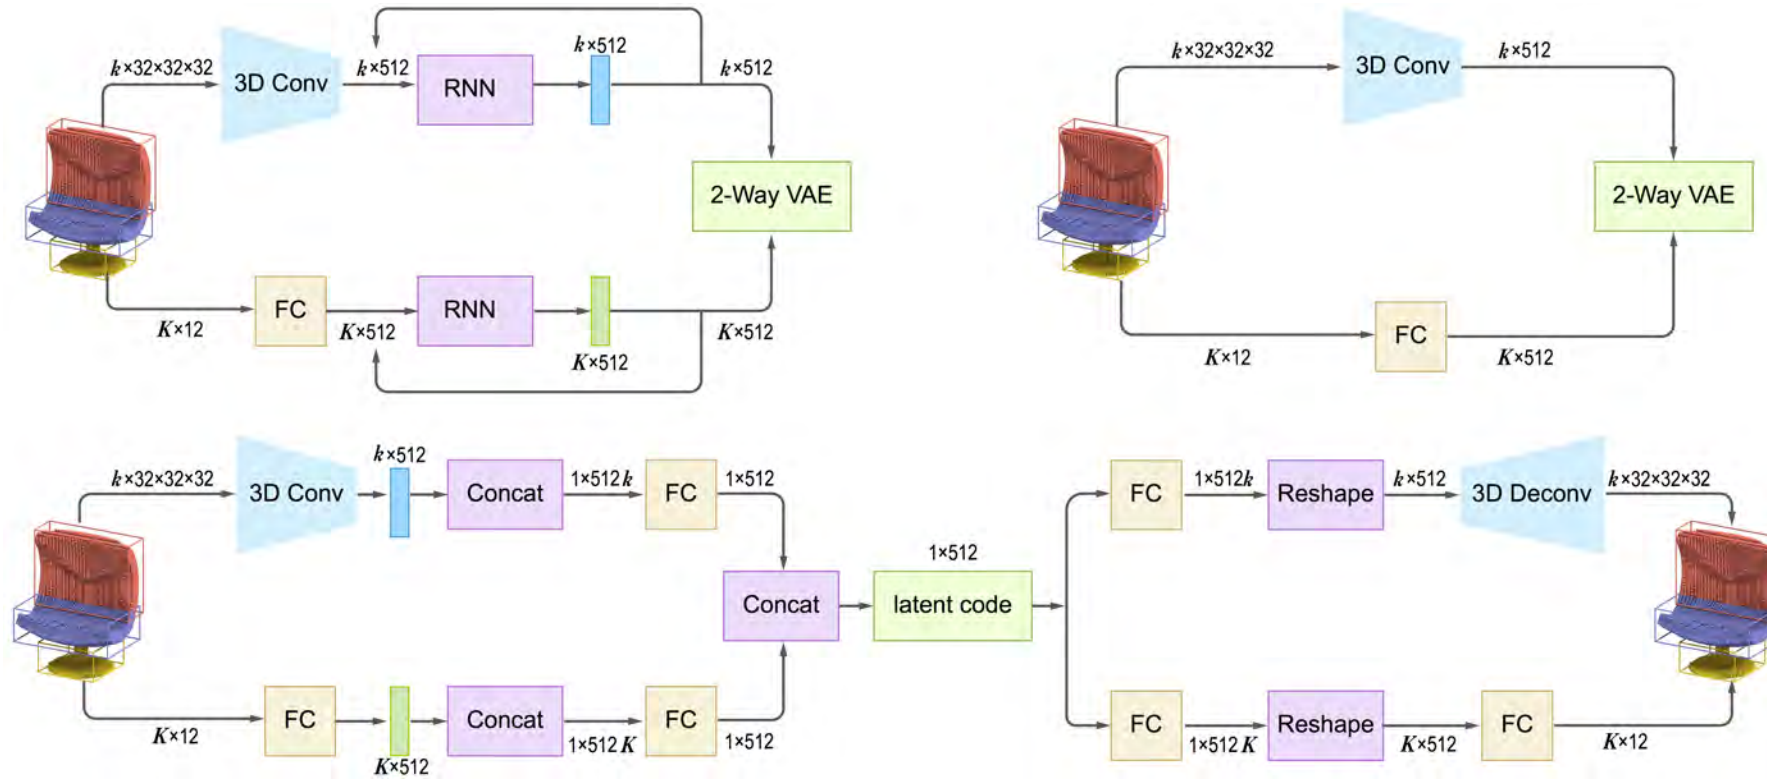 k×32×32×32
3D Conv
k×512
RNN
k×512
k×512
2-Way VAE
K×12
FC
K×512
RNN
K×512
K×512
k×32×32×32
3D Conv
k×512
2-Way VAE
K×12
FC
K×512
k×32×32×32
3D Conv
k×512
Concat
1×512k
FC
1×512
K×12
FC
K×512
Concat
1×512K
FC
1×512
Concat
1×512
latent code
FC
1×512k
Reshape
k×512
3D Deconv
k×32×32×32
FC
1×512K
Reshape
K×512
FC
K×12